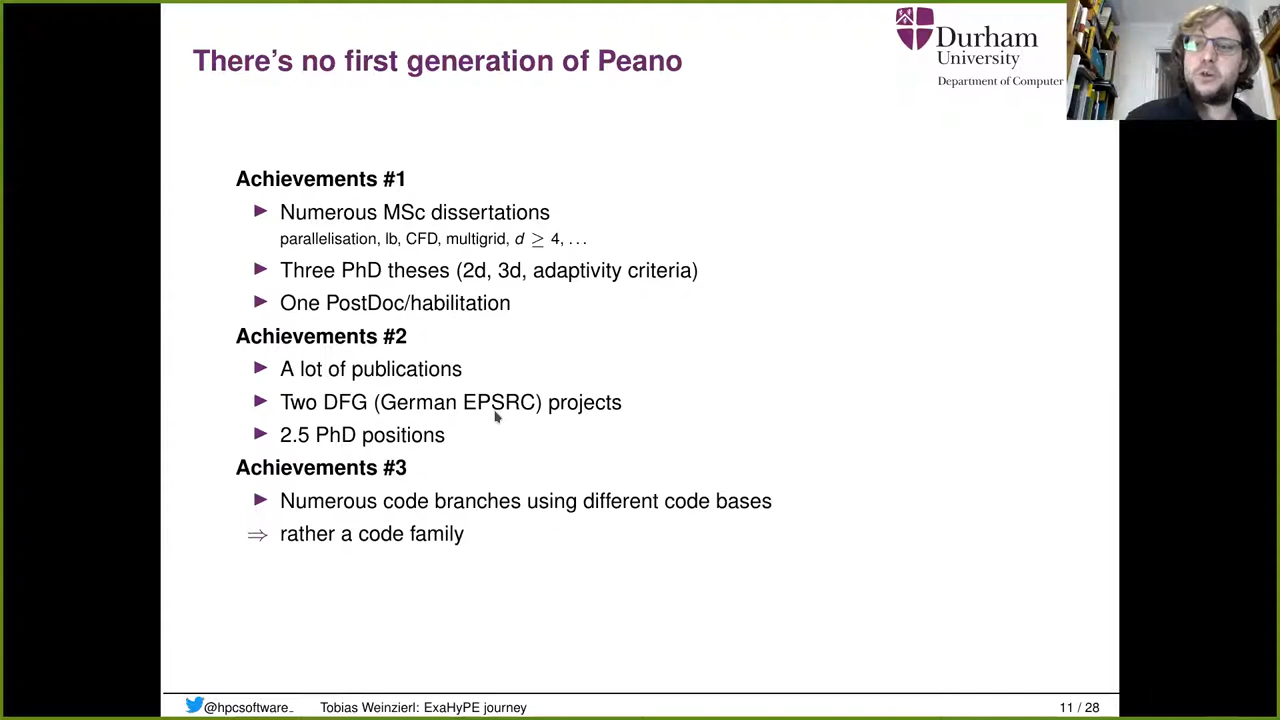 There's no first generation of Peano
Durham
University
Department of Computer
Achievements #1
▶ Numerous MSc dissertations
parallelisation, lb, CFD, multigrid, d ≥ 4, ...
▶ Three PhD theses (2d, 3d, adaptivity criteria)
▶ One PostDoc/habilitation
Achievements #2
▶ A lot of publications
▶ Two DFG (German EPSRC) projects
▶ 2.5 PhD positions
Achievements #3
▶ Numerous code branches using different code bases
⇒ rather a code family
@hpcsoftware_ Tobias Weinzierl: ExaHyPE journey 11 / 28